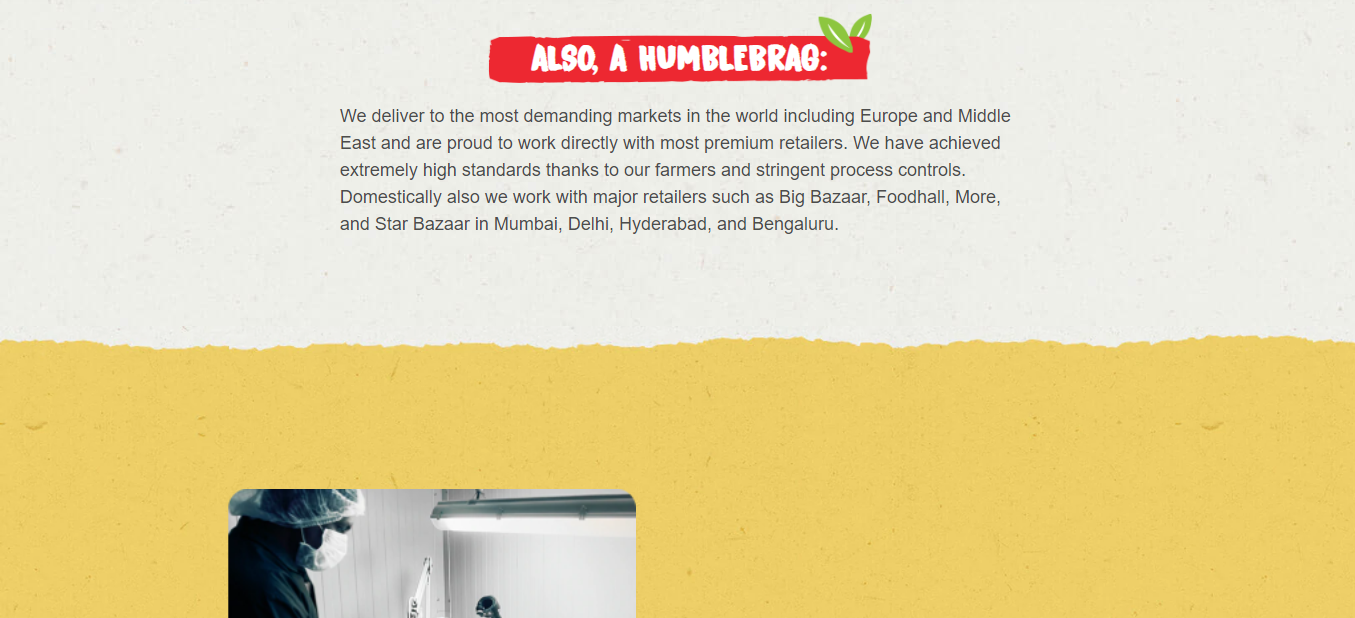 ALSO, A HUMBLEBRAG:
We deliver to the most demanding markets in the world including Europe and Middle
East and are proud to work directly with most premium retailers. We have achieved
extremely high standards thanks to our farmers and stringent process controls.
Domestically also we work with major retailers such as Big Bazaar, Foodhall, More,
and Star Bazaar in Mumbai, Delhi, Hyderabad, and Bengaluru.